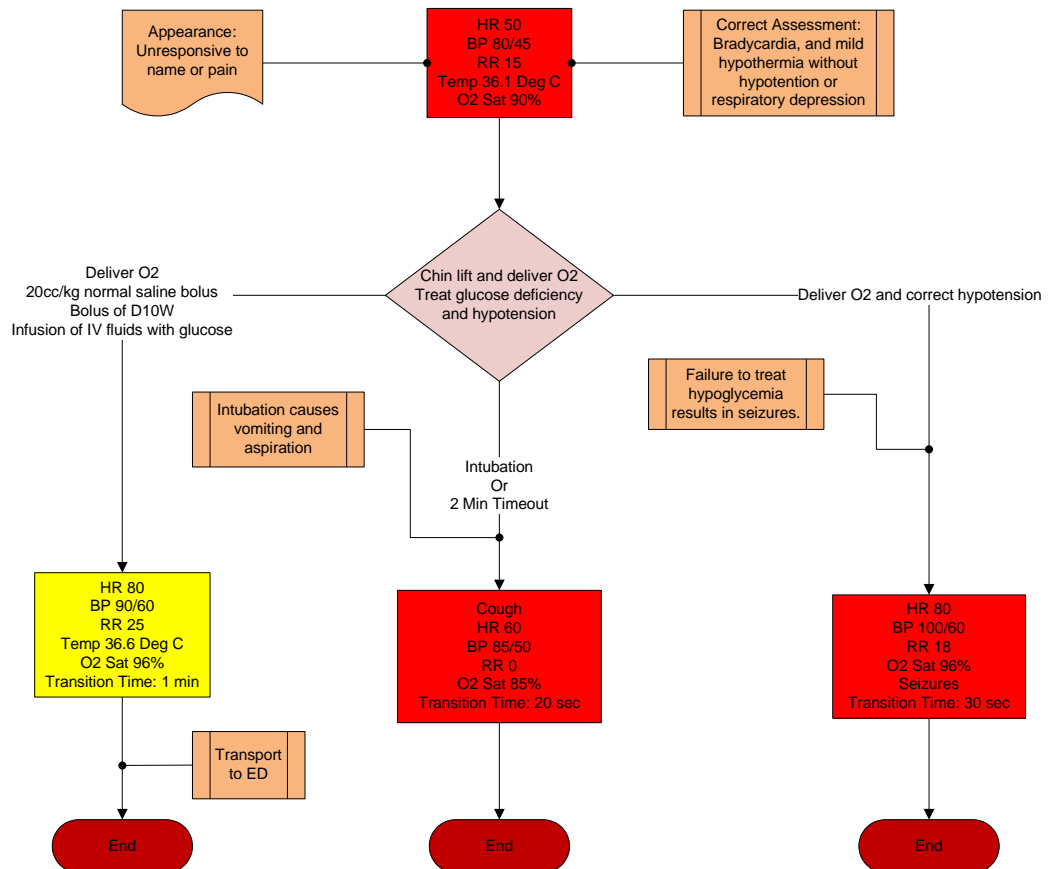 Appearance:
Unresponsive to
name or pain
HR 50
BP 80/45
RR 15
Temp 36.1 Deg C
O2 Sat 90%
Correct Assessment:
Bradycardia, and mild
hypothermia without
hypotention or
respiratory depression
Chin lift and deliver O2
Treat glucose deficiency
and hypotension
Deliver O2
20cc/kg normal saline bolus
Bolus of D10W
Infusion of IV fluids with glucose
Deliver O2 and correct hypotension
Intubation causes
vomiting and
aspiration
Failure to treat
hypoglycemia
results in seizures.
Intubation
Or
2 Min Timeout
HR 80
BP 90/60
RR 25
Temp 36.6 Deg C
O2 Sat 96%
Transition Time: 1 min
Cough
HR 60
BP 85/50
RR 0
O2 Sat 85%
Transition Time: 20 sec
HR 80
BP 100/60
RR 18
O2 Sat 96%
Seizures
Transition Time: 30 sec
Transport
to ED
End
End
End